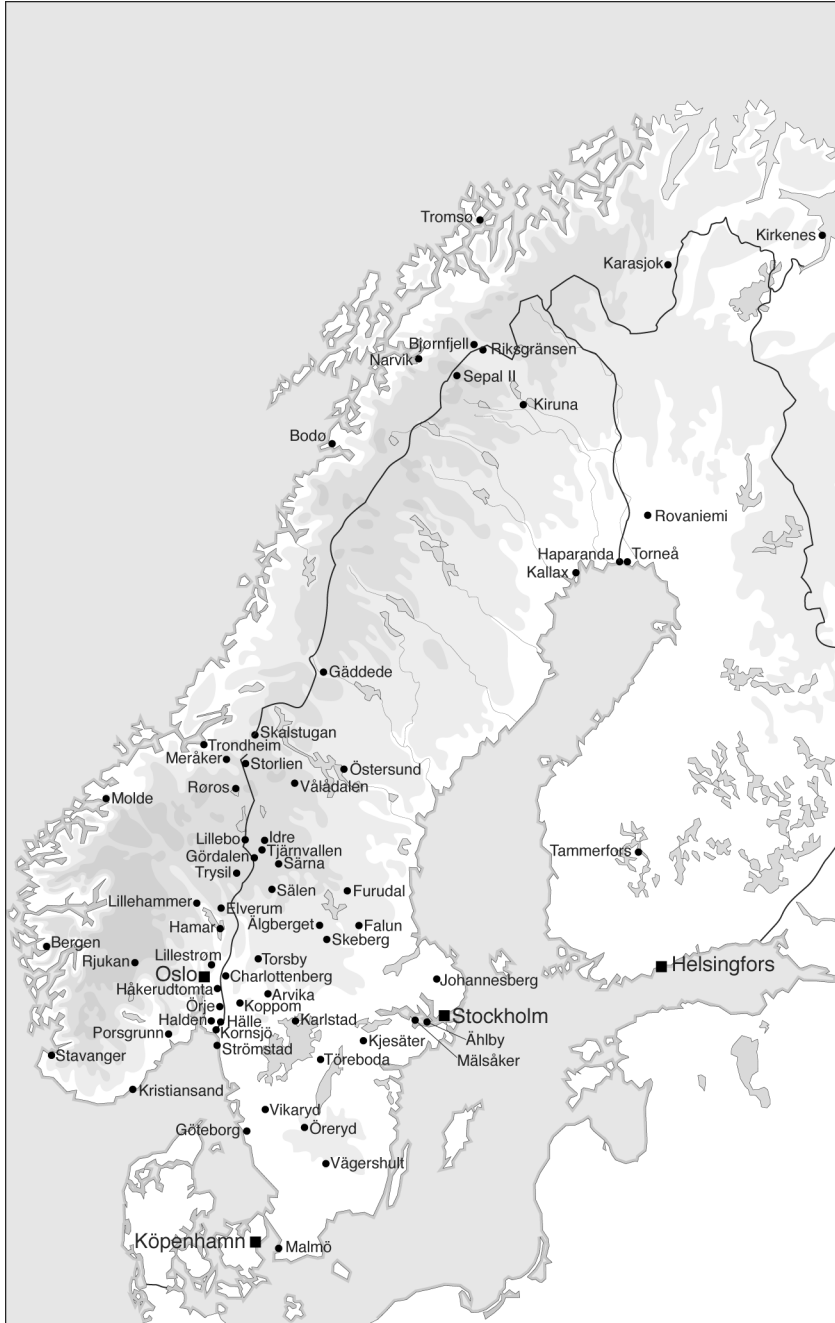 Tromsø
Kirkenes
Karasjok
Bjørnfjell
Riksgränsen
Narvik
Sepal II
Kiruna
Bodø
Rovaniemi
Haparanda
Torneå
Kallax
Gäddede
Skalstugan
Trondheim
Meråker
Storlien
Östersund
Røros
Vålådalen
Molde
Lillebo
Idre
Tjärnvallen
Gördalen
Särna
Tammerfors
Trysil
Sälen
Furudal
Lillehammer
Elverum
Hamar
Älgberget
Falun
Skeberg
Bergen
Rjukan
Lillestrøm
Torsby
Helsingfors
Oslo
Charlottenberg
Johannesberg
Håkerudtomta
Arvika
Örje
Koppom
Stockholm
Halden
Hälle
Karlstad
Kornsjö
Porsgrunn
Kjesäter
Ählby
Strömstad
Mälsåker
Stavanger
Töreboda
Kristiansand
Vikaryd
Göteborg
Öreryd
Vägershult
Köpenhamn
Malmö